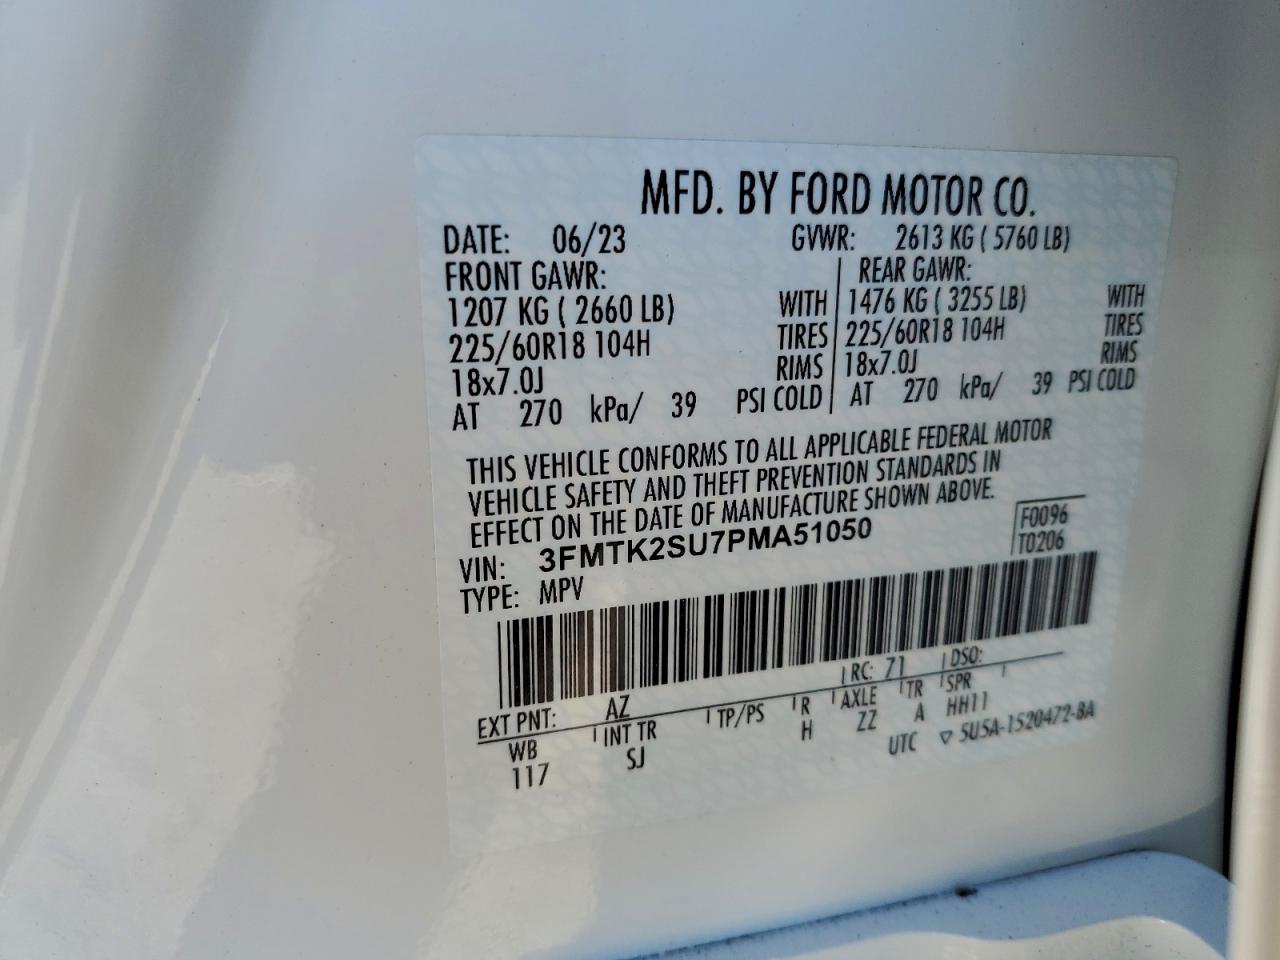 MFD. BY FORD MOTOR CO.
DATE: 06/23 GVWR: 2613 KG ( 5760 LB)
FRONT GAWR: REAR GAWR:
1207 KG ( 2660 LB) WITH 1476 KG ( 3255 LB) WITH
225/60R18 104H TIRES 225/60R18 104H TIRES
18x7.0J RIMS 18x7.0J RIMS
AT 270 kPa/ 39 PSI COLD AT 270 kPa/ 39 PSI COLD
THIS VEHICLE CONFORMS TO ALL APPLICABLE FEDERAL MOTOR
VEHICLE SAFETY AND THEFT PREVENTION STANDARDS IN
EFFECT ON THE DATE OF MANUFACTURE SHOWN ABOVE.
F0096
VIN: 3FMTK2SU7PMA51050 T0206
TYPE: MPV
EXT PNT: AZ RC: 71 DSO:
WB INT TR TP/PS R AXLE TR SPR
117 SJ H ZZ A HH11
UTC ▽ 5U5A-1520472-BA